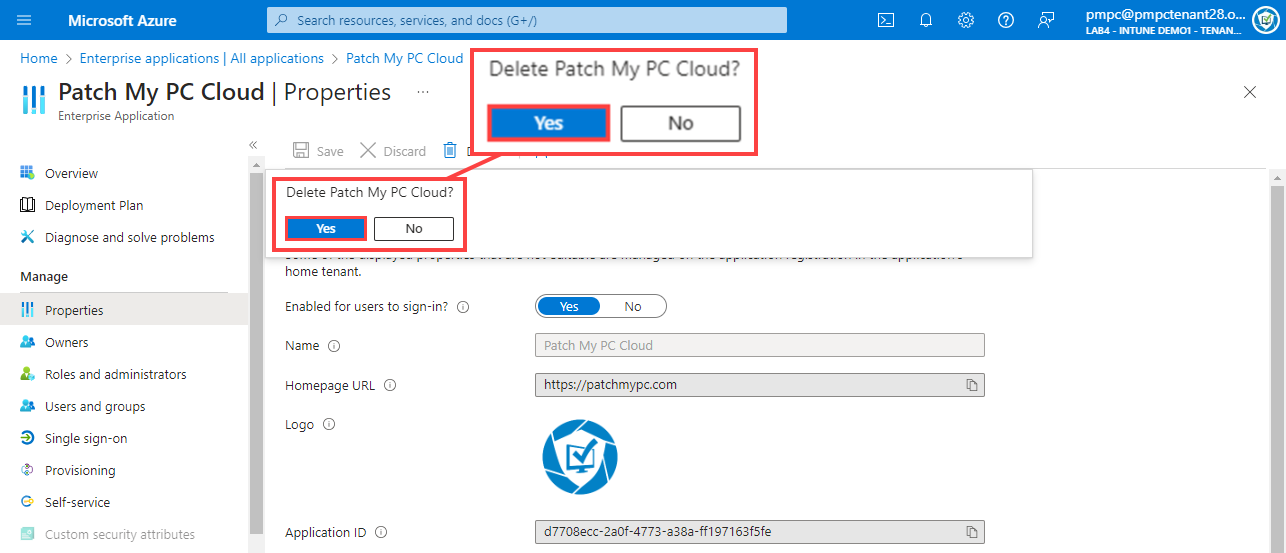 Microsoft Azure
Search resources, services, and docs (G+/)
pmpc@pmpctenant28.o...
LAB4 - INTUNE DEMO1 - TENAN...
Home > Enterprise applications | All applications > Patch My PC Cloud
Delete Patch My PC Cloud?
Yes No
Patch My PC Cloud | Properties ...
Enterprise Application
Save Discard
Delete Patch My PC Cloud?
Yes No
Overview
Deployment Plan
Diagnose and solve problems
Manage
Properties
Owners
Roles and administrators
Users and groups
Single sign-on
Provisioning
Self-service
Custom security attributes
home tenant.
Enabled for users to sign-in? Yes No
Name Patch My PC Cloud
Homepage URL https://patchmypc.com
Logo
Application ID d7708ecc-2a0f-4773-a38a-ff197163f5fe